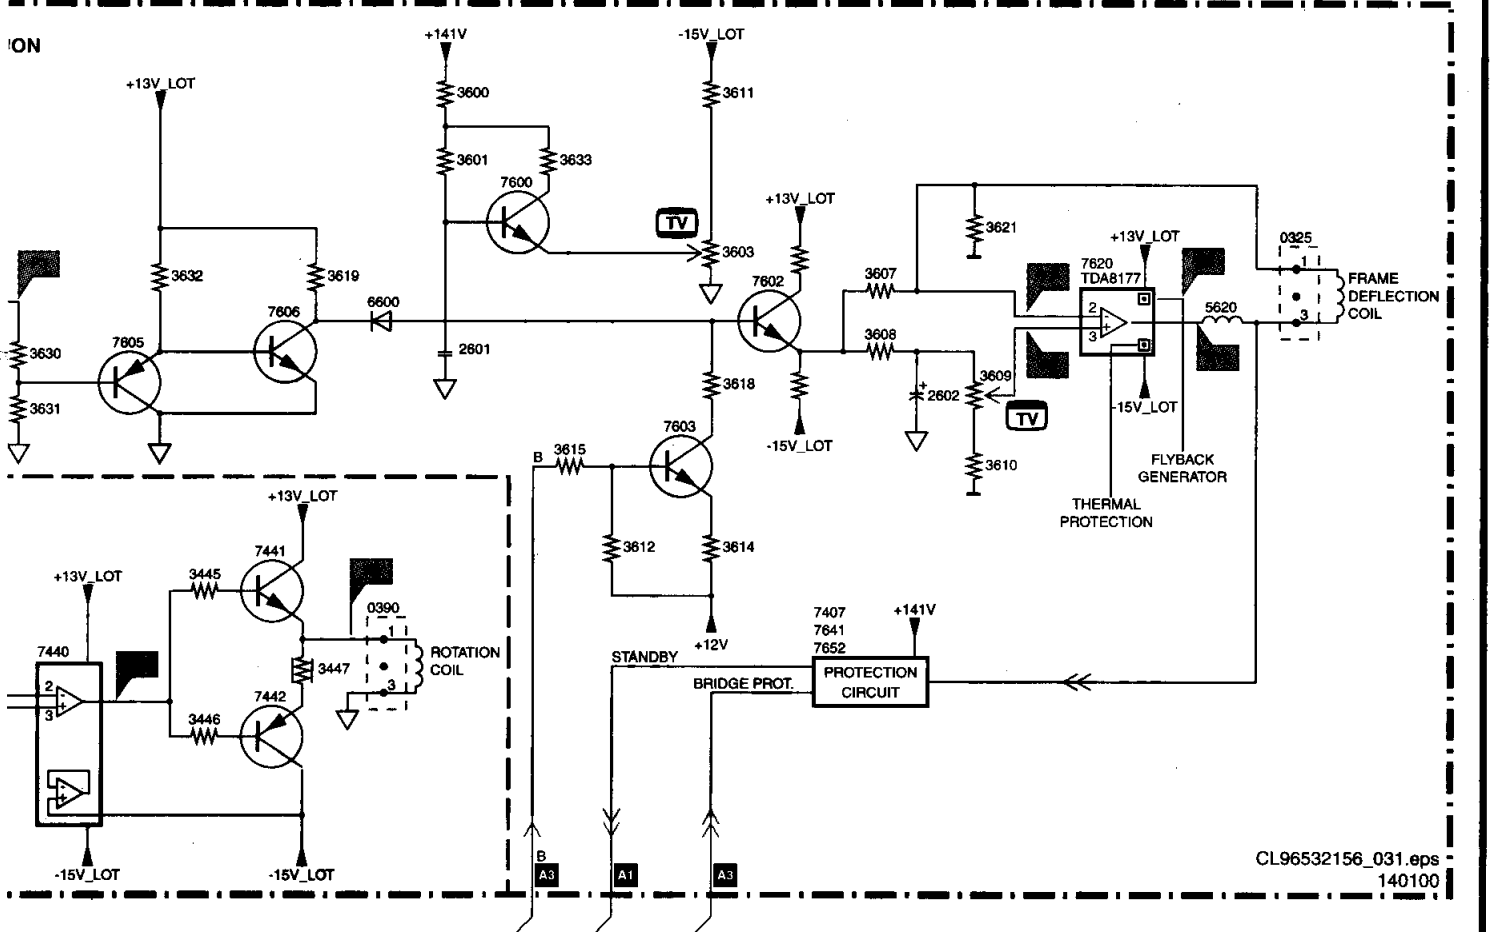 ION
+141V
-15V_LOT
+13V_LOT
3600
3611
3601
3633
7600
TV
3603
+13V_LOT
3632
3619
7606
6600
7605
3630
3631
2601
7602
3607
3608
3621
3609
2602
TV
3610
-15V_LOT
3618
7603
B
3615
3612
3614
+12V
+13V_LOT
7620
TDA8177
2
-
+
3
-15V_LOT
5620
0325
1
3
FRAME
DEFLECTION
COIL
FLYBACK
GENERATOR
THERMAL
PROTECTION
+13V_LOT
7441
3445
+13V_LOT
7440
2
-
+
3
3446
7442
3447
0390
1
3
ROTATION
COIL
-15V_LOT
-15V_LOT
7407
7641
7652
+141V
STANDBY
BRIDGE PROT.
PROTECTION
CIRCUIT
B
A3
A1
A3
CL96532156_031.eps
140100